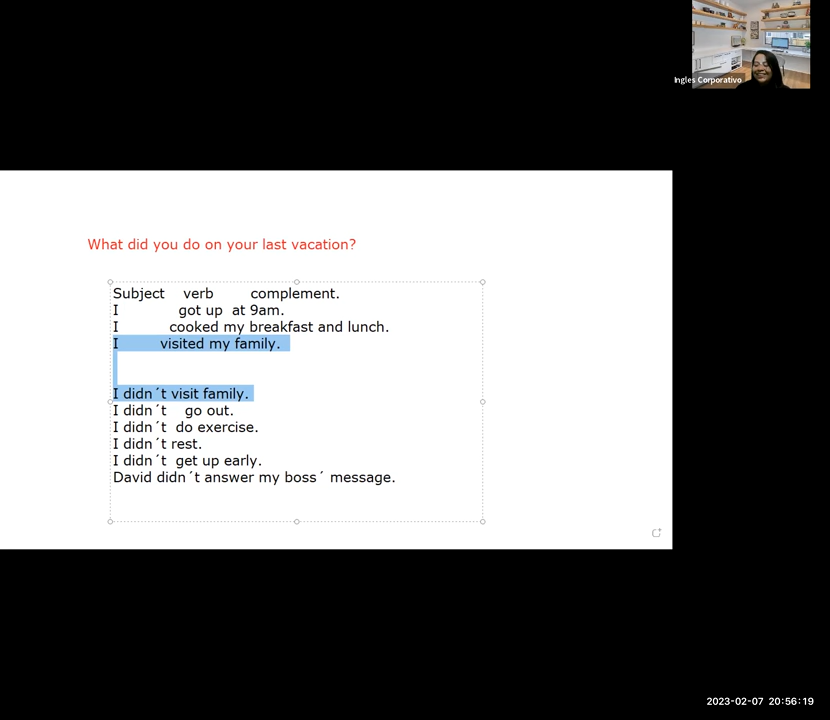 Ingles Corporativo
What did you do on your last vacation?
Subject verb complement.
I got up at 9am.
I cooked my breakfast and lunch.
I visited my family.
I didn´t visit family.
I didn´t go out.
I didn´t do exercise.
I didn´t rest.
I didn´t get up early.
David didn´t answer my boss´ message.
2023-02-07 20:56:19